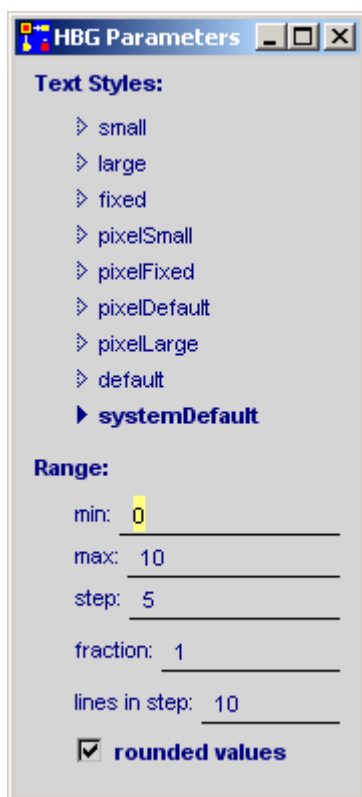 HBG Parameters
Text Styles:
small
large
fixed
pixelSmall
pixelFixed
pixelDefault
pixelLarge
default
systemDefault
Range:
min: 0
max: 10
step: 5
fraction: 1
lines in step: 10
rounded values